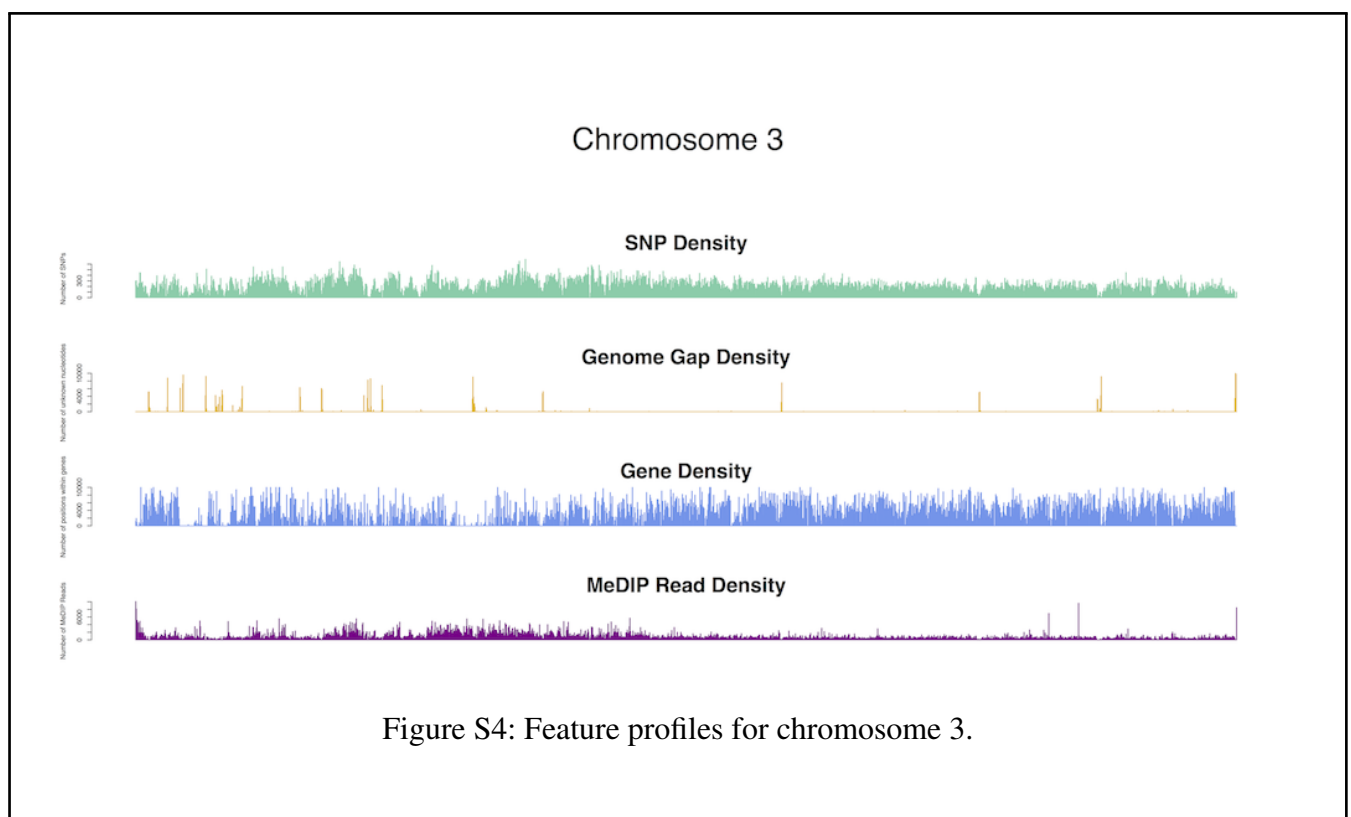 Chromosome 3
SNP Density
Number of SNPs
0 300
Genome Gap Density
Number of unknown nucleotides
0 4000 10000
Gene Density
Number of positions within genes
0 4000 10000
MeDIP Read Density
Number of MeDIP Reads
0 6000
Figure S4: Feature profiles for chromosome 3.